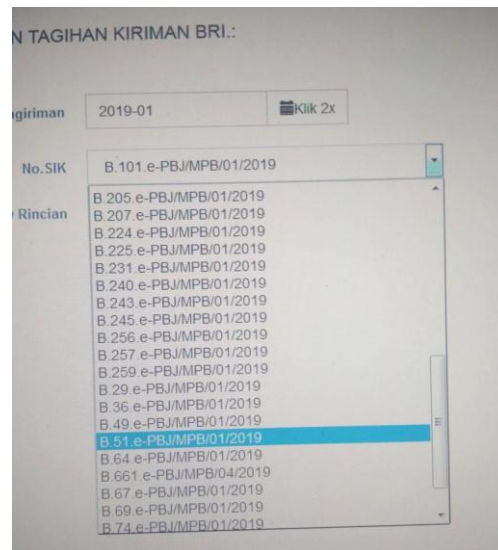 N TAGIHAN KIRIMAN BRI.:
giriman 2019-01 Klik 2x
No.SIK B.101.e-PBJ/MPB/01/2019
Rincian
B.205.e-PBJ/MPB/01/2019
B.207.e-PBJ/MPB/01/2019
B.224.e-PBJ/MPB/01/2019
B.225.e-PBJ/MPB/01/2019
B.231.e-PBJ/MPB/01/2019
B.240.e-PBJ/MPB/01/2019
B.243.e-PBJ/MPB/01/2019
B.245.e-PBJ/MPB/01/2019
B.256.e-PBJ/MPB/01/2019
B.257.e-PBJ/MPB/01/2019
B.259.e-PBJ/MPB/01/2019
B.29.e-PBJ/MPB/01/2019
B.36.e-PBJ/MPB/01/2019
B.49.e-PBJ/MPB/01/2019
B.51.e-PBJ/MPB/01/2019
B.64.e-PBJ/MPB/01/2019
B.661.e-PBJ/MPB/04/2019
B.67.e-PBJ/MPB/01/2019
B.69.e-PBJ/MPB/01/2019
B.74.e-PBJ/MPB/01/2019